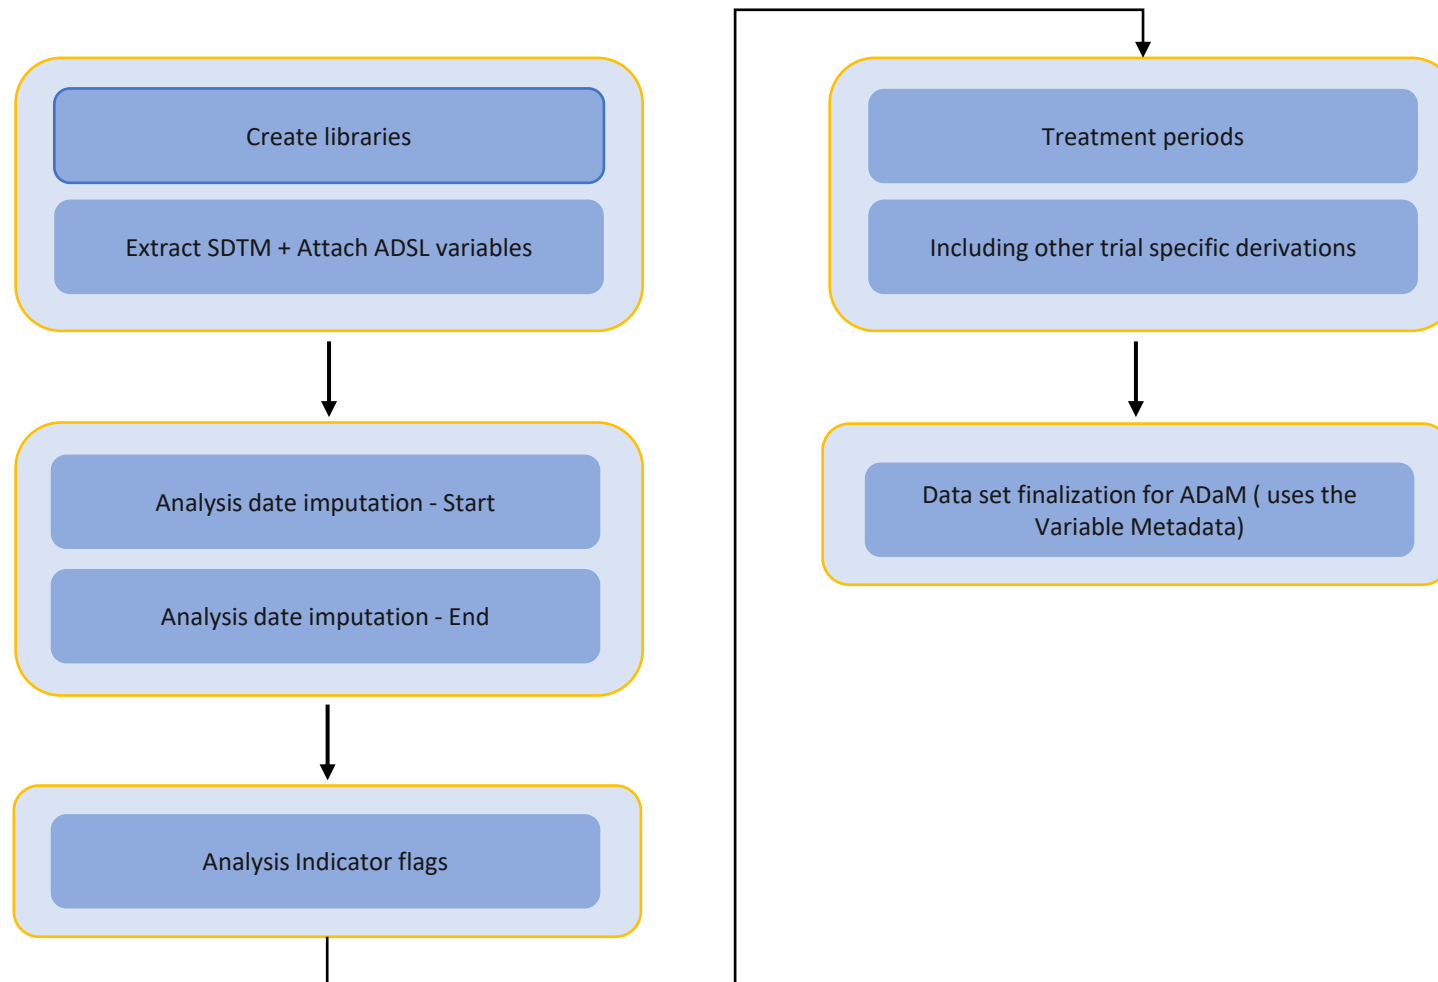 Create libraries
Extract SDTM + Attach ADSL variables
Analysis date imputation - Start
Analysis date imputation - End
Analysis Indicator flags
Treatment periods
Including other trial specific derivations
Data set finalization for ADaM ( uses the
Variable Metadata)